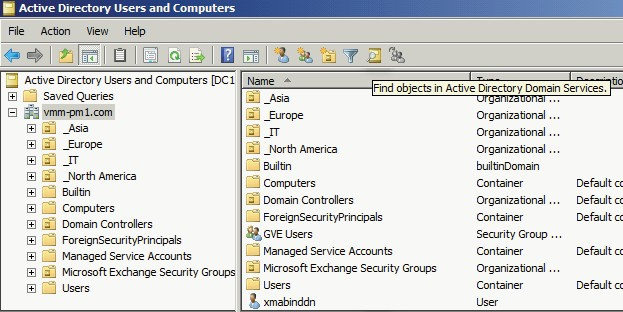 Active Directory Users and Computers
File Action View Help
Active Directory Users and Computers [DC1
Saved Queries
vmm-pm1.com
_Asia
_Europe
_IT
_North America
Builtin
Computers
Domain Controllers
ForeignSecurityPrincipals
Managed Service Accounts
Microsoft Exchange Security Groups
Users
Name Type Descriptio
Find objects in Active Directory Domain Services.
_Asia Organizational ...
_Europe Organizational ...
_IT Organizational ...
_North America Organizational ...
Builtin builtinDomain
Computers Container Default co
Domain Controllers Organizational ... Default co
ForeignSecurityPrincipals Container Default co
GVE Users Security Group ...
Managed Service Accounts Container Default co
Microsoft Exchange Security Groups Organizational ...
Users Container Default co
xmabinddn User